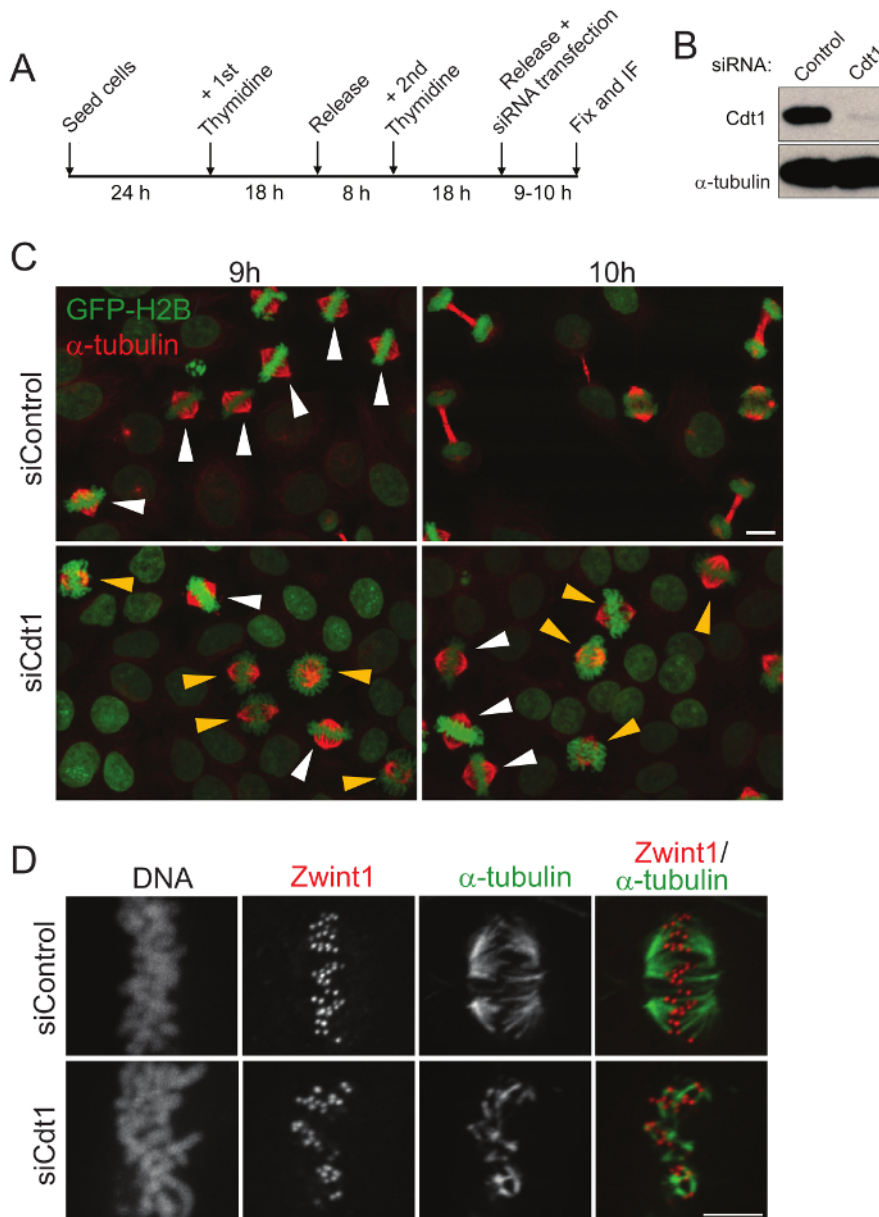 A
Seed cells
+ 1st
Thymidine
Release
+ 2nd
Thymidine
Release +
siRNA transfection
Fix and IF
24 h
18 h
8 h
18 h
9-10 h
B
siRNA:
Control
Cdt1
Cdt1
α-tubulin
C
9h
10h
GFP-H2B
α-tubulin
siControl
siCdt1
D
DNA
Zwint1
α-tubulin
Zwint1/
α-tubulin
siControl
siCdt1